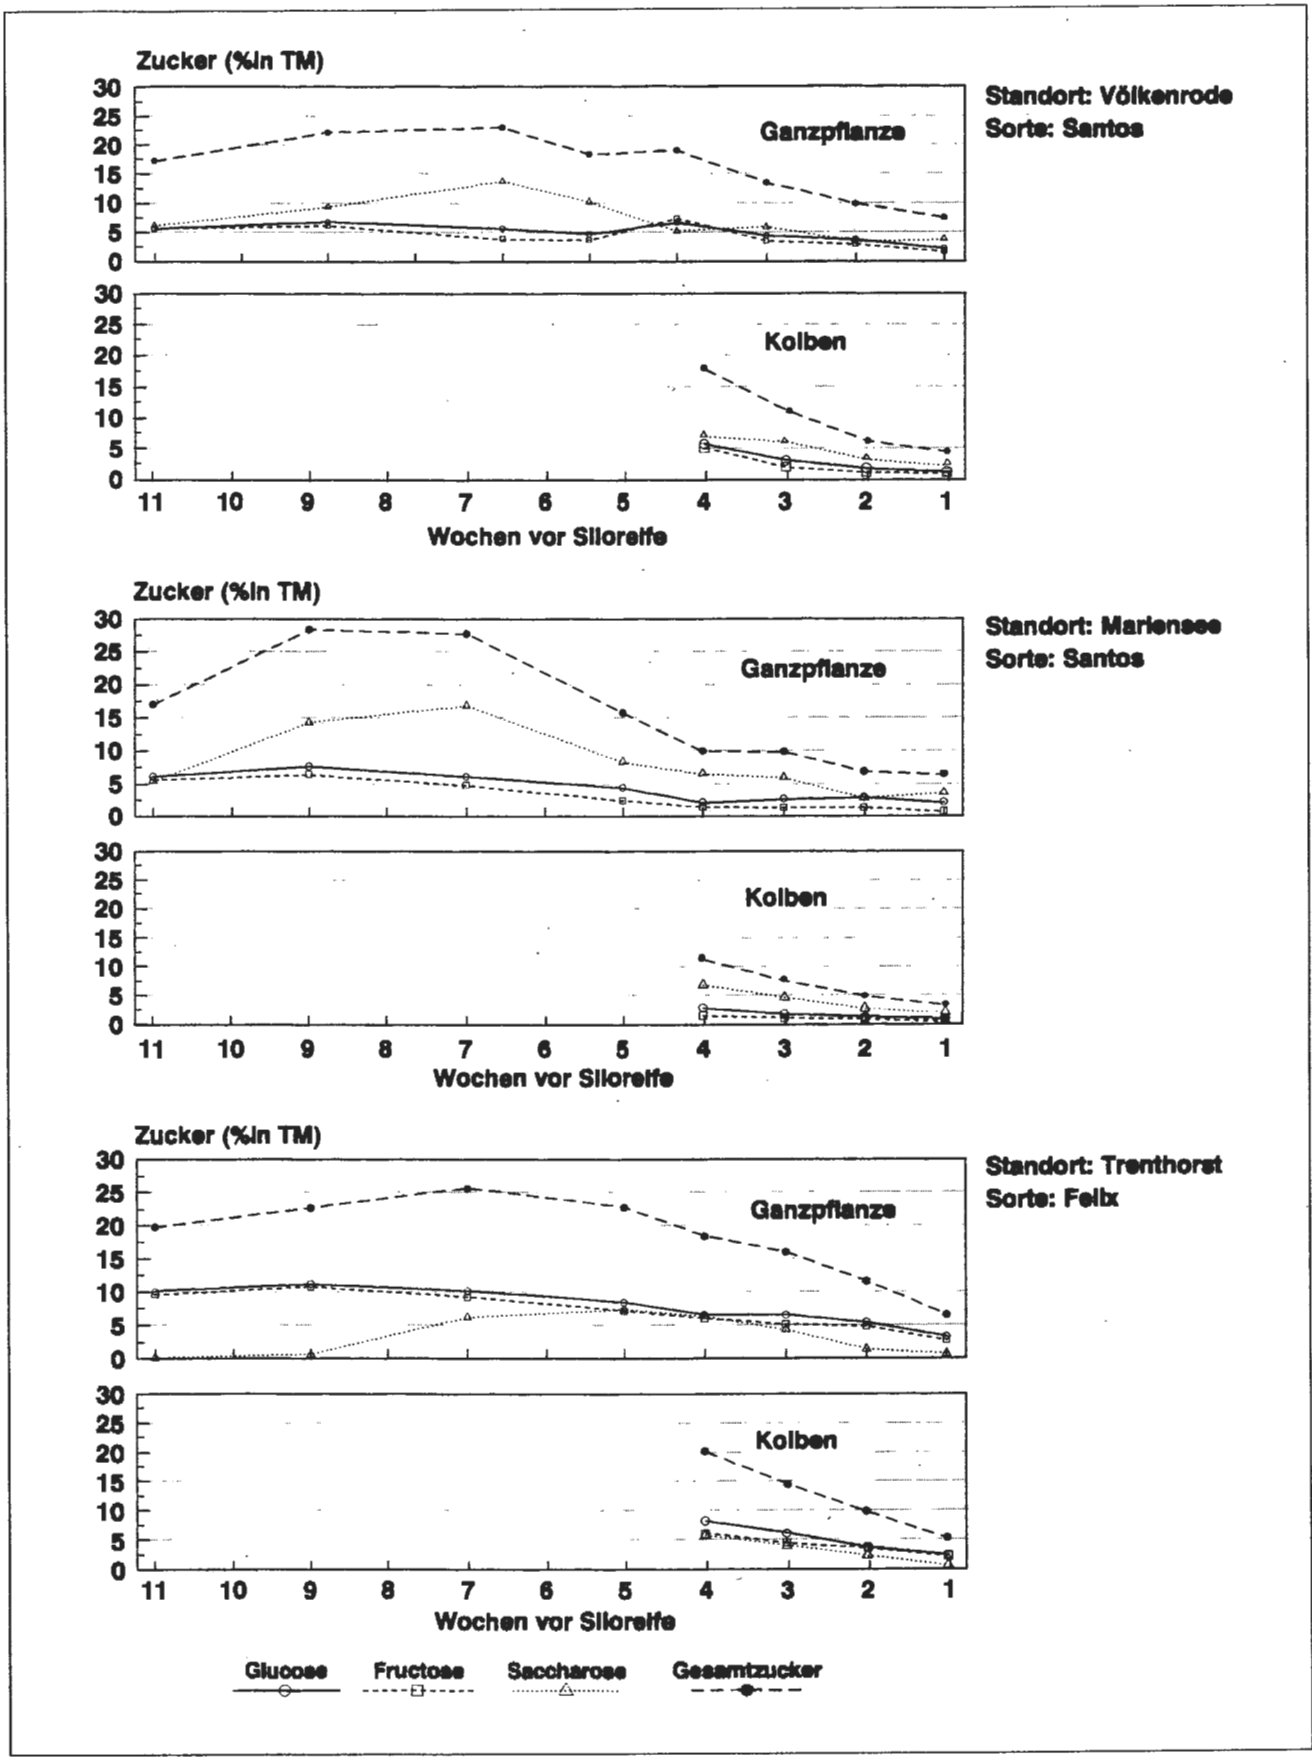 Zucker (%in TM)
30
25
20
15
10
5
0
Ganzpflanze
Standort: Völkenrode
Sorte: Santos
30
25
20
15
10
5
0
Kolben
11 10 9 8 7 6 5 4 3 2 1
Wochen vor Siloreife
Zucker (%in TM)
30
25
20
15
10
5
0
Ganzpflanze
Standort: Mariensee
Sorte: Santos
30
25
20
15
10
5
0
Kolben
11 10 9 8 7 6 5 4 3 2 1
Wochen vor Siloreife
Zucker (%in TM)
30
25
20
15
10
5
0
Ganzpflanze
Standort: Trenthorst
Sorte: Felix
30
25
20
15
10
5
0
Kolben
11 10 9 8 7 6 5 4 3 2 1
Wochen vor Siloreife
Glucose Fructose Saccharose Gesamtzucker